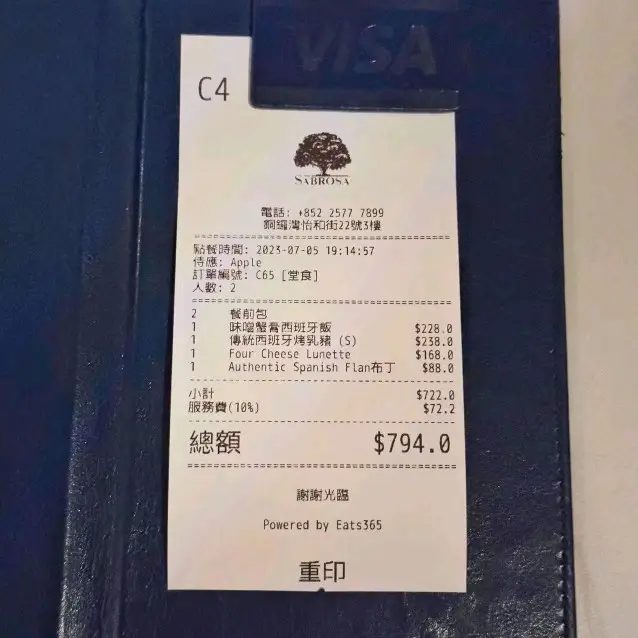 VISA
C4
SABROSA
電話: +852 2577 7899
銅鑼灣怡和街22號3樓
點餐時間: 2023-07-05 19:14:57
侍應: Apple
訂單編號: C65 [堂食]
人數: 2
2 餐前包
1 味噌蟹膏西班牙飯 $228.0
1 傳統西班牙烤乳豬 (S) $238.0
1 Four Cheese Lunette $168.0
1 Authentic Spanish Flan布丁 $88.0
小計 $722.0
服務費(10%) $72.2
總額 $794.0
謝謝光臨
Powered by Eats365
重印